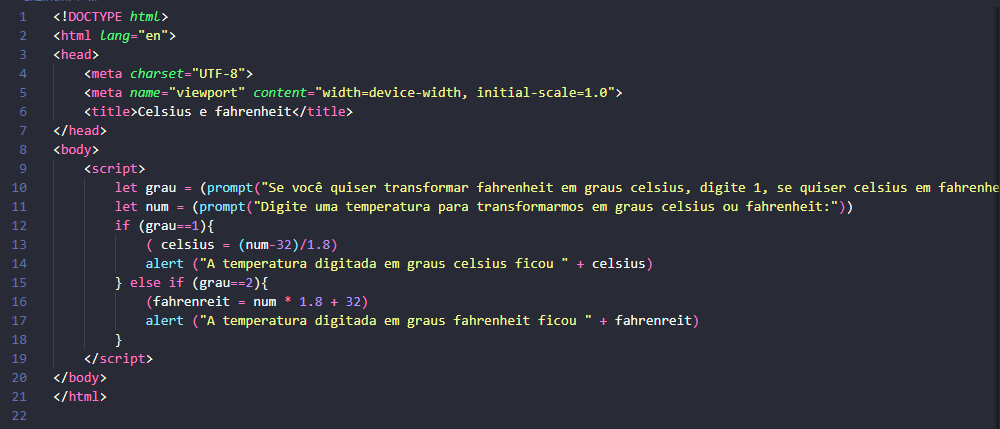 1 <!DOCTYPE html>
2 <html lang="en">
3 <head>
4 <meta charset="UTF-8">
5 <meta name="viewport" content="width=device-width, initial-scale=1.0">
6 <title>Celsius e fahrenheit</title>
7 </head>
8 <body>
9 <script>
10 let grau = (prompt("Se você quiser transformar fahrenheit em graus celsius, digite 1, se quiser celsius em fahrenhe
11 let num = (prompt("Digite uma temperatura para transformarmos em graus celsius ou fahrenheit:"))
12 if (grau==1){
13 ( celsius = (num-32)/1.8)
14 alert ("A temperatura digitada em graus celsius ficou " + celsius)
15 } else if (grau==2){
16 (fahrenreit = num * 1.8 + 32)
17 alert ("A temperatura digitada em graus fahrenheit ficou " + fahrenreit)
18 }
19 </script>
20 </body>
21 </html>
22